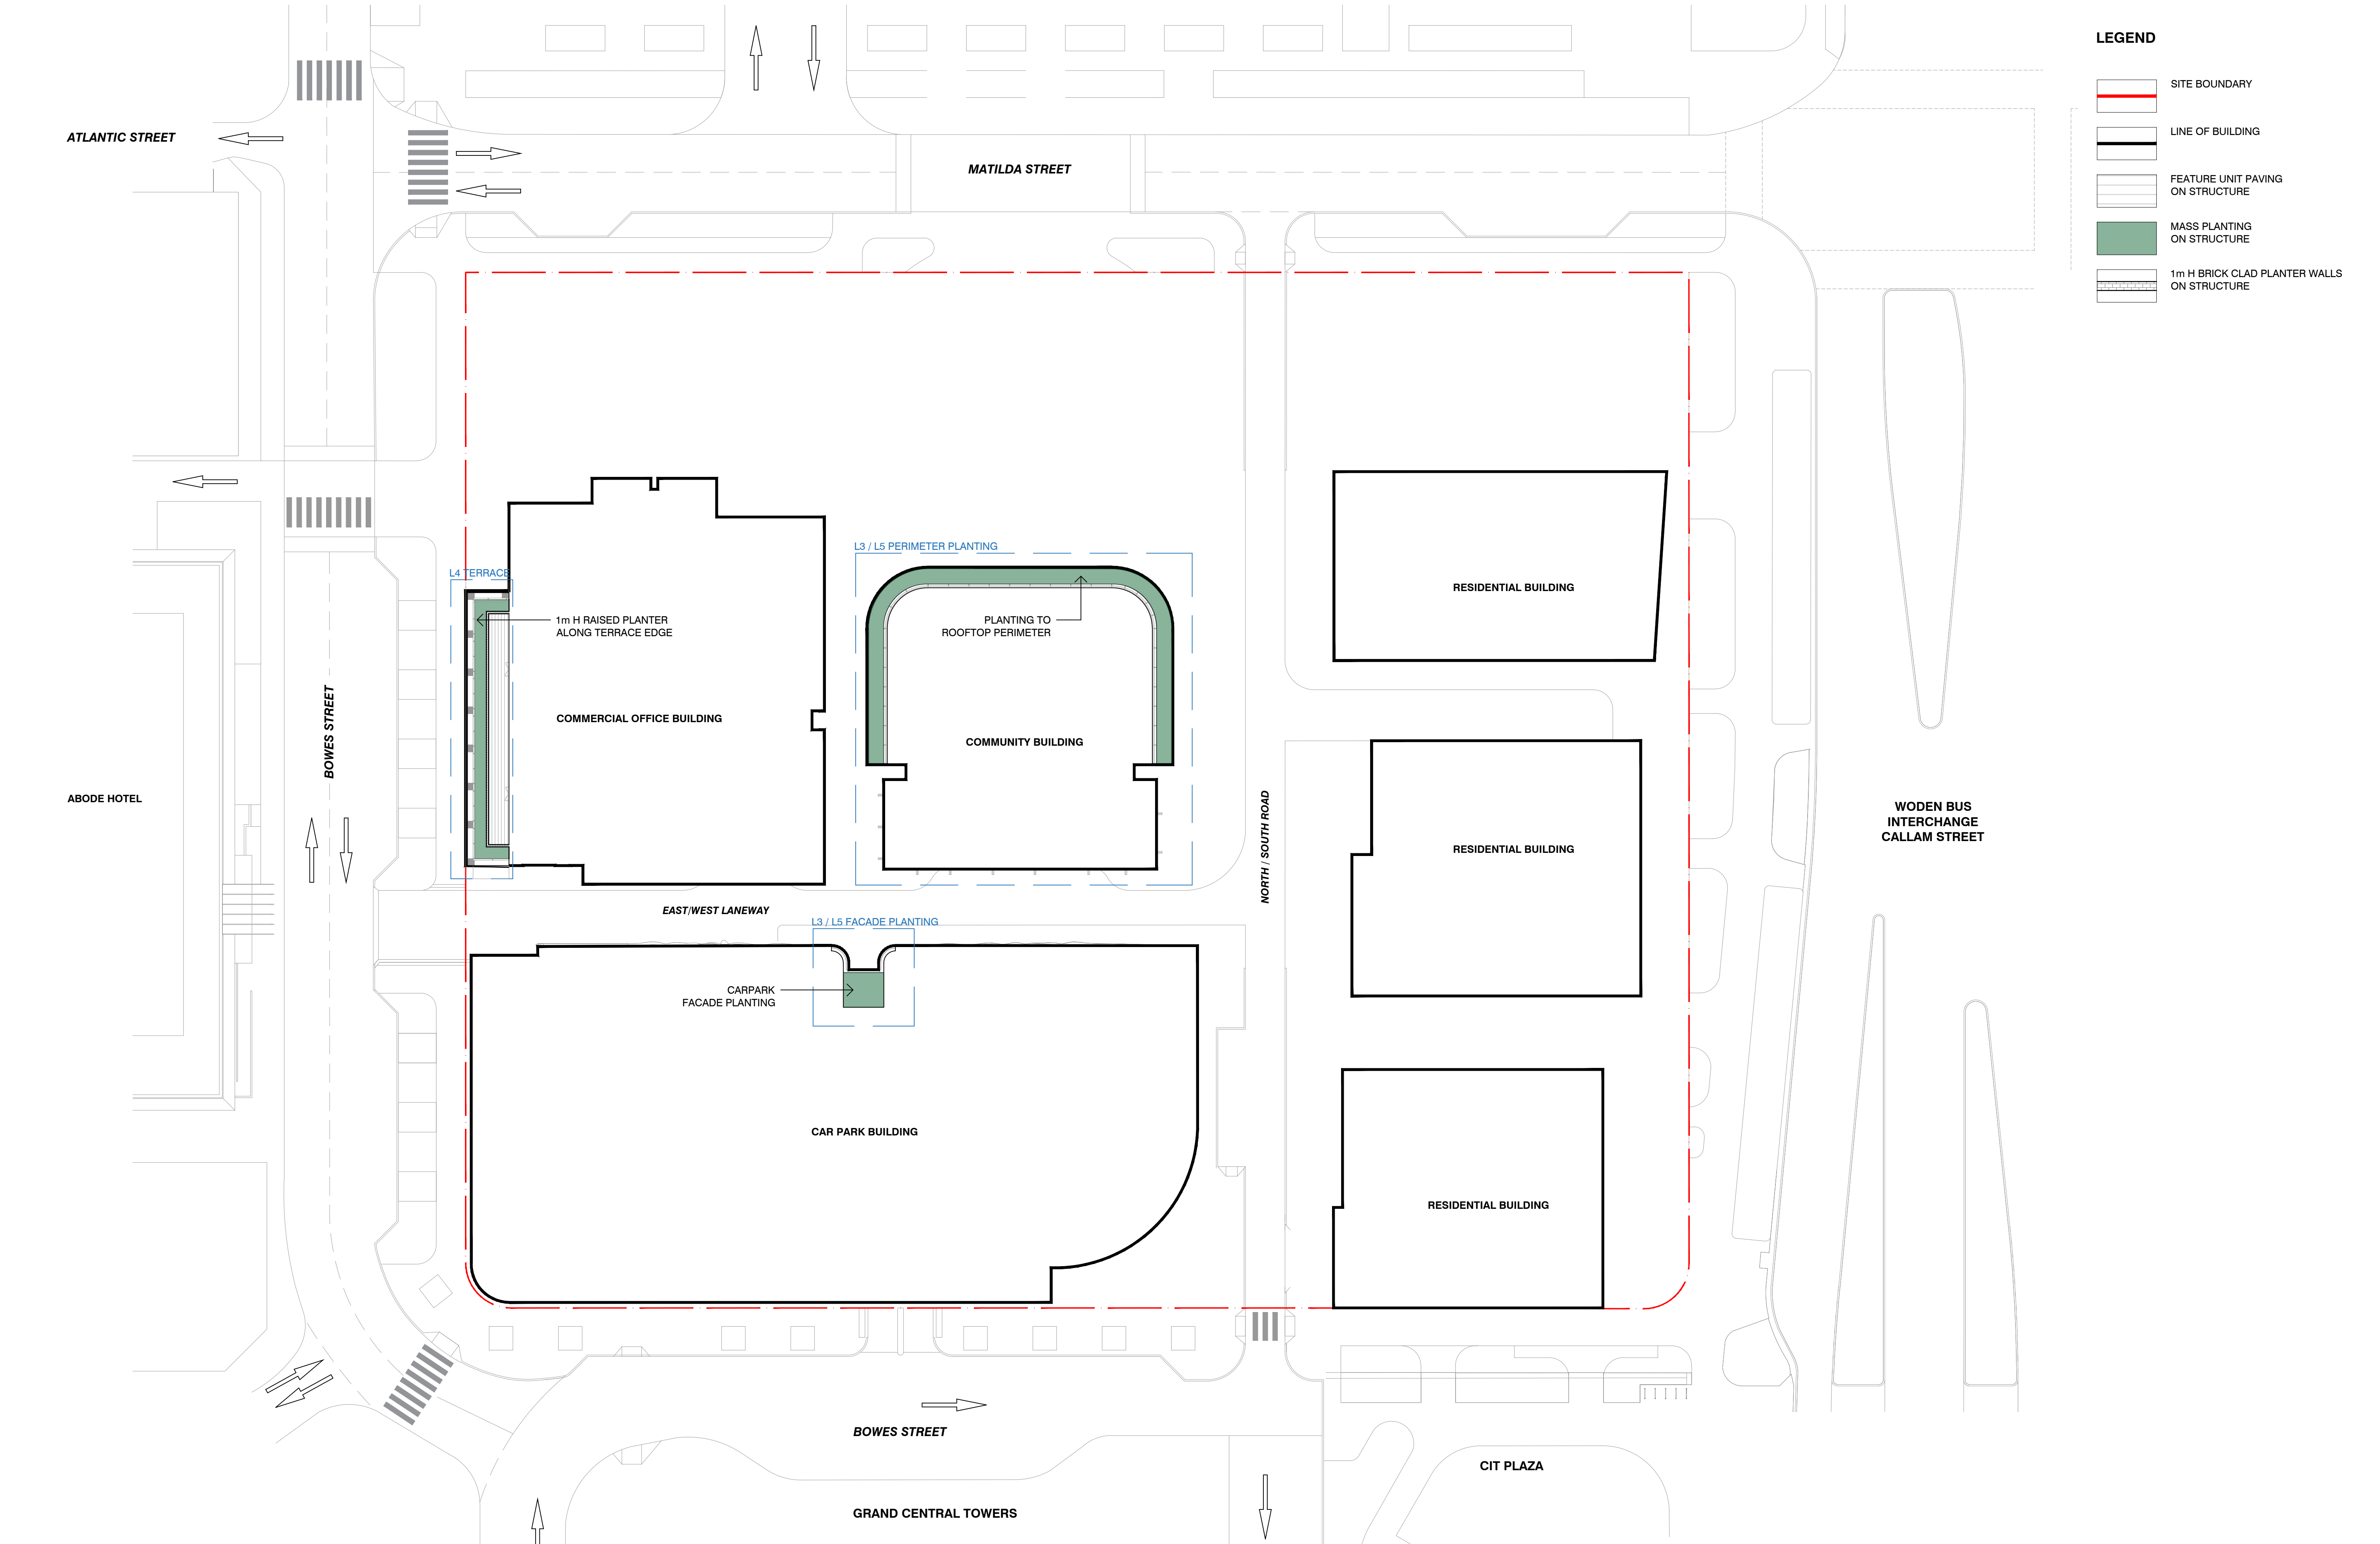 LEGEND
SITE BOUNDARY
LINE OF BUILDING
FEATURE UNIT PAVING
ON STRUCTURE
MASS PLANTING
ON STRUCTURE
1m H BRICK CLAD PLANTER WALLS
ON STRUCTURE
ATLANTIC STREET
MATILDA STREET
L3 / L5 PERIMETER PLANTING
L4 TERRACE
1m H RAISED PLANTER
ALONG TERRACE EDGE
PLANTING TO
ROOFTOP PERIMETER
RESIDENTIAL BUILDING
BOWES STREET
COMMERCIAL OFFICE BUILDING
COMMUNITY BUILDING
ABODE HOTEL
NORTH / SOUTH ROAD
RESIDENTIAL BUILDING
WODEN BUS
INTERCHANGE
CALLAM STREET
EAST/WEST LANEWAY
L3 / L5 FACADE PLANTING
CARPARK
FACADE PLANTING
CAR PARK BUILDING
RESIDENTIAL BUILDING
BOWES STREET
CIT PLAZA
GRAND CENTRAL TOWERS